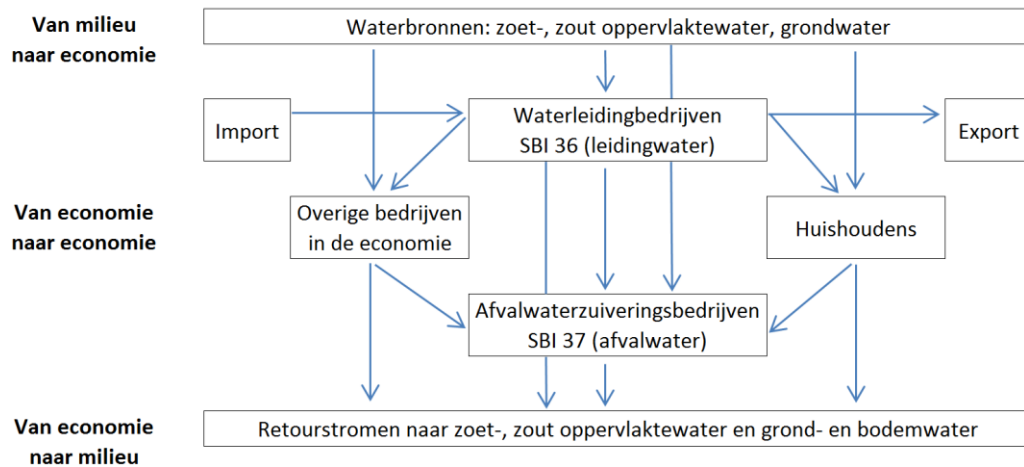 Van milieu
naar economie
Waterbronnen: zoet-, zout oppervlaktewater, grondwater
Import
Waterleidingbedrijven
SBI 36 (leidingwater)
Export
Van economie
naar economie
Overige bedrijven
in de economie
Huishoudens
Afvalwaterzuiveringsbedrijven
SBI 37 (afvalwater)
Van economie
naar milieu
Retourstromen naar zoet-, zout oppervlaktewater en grond- en bodemwater